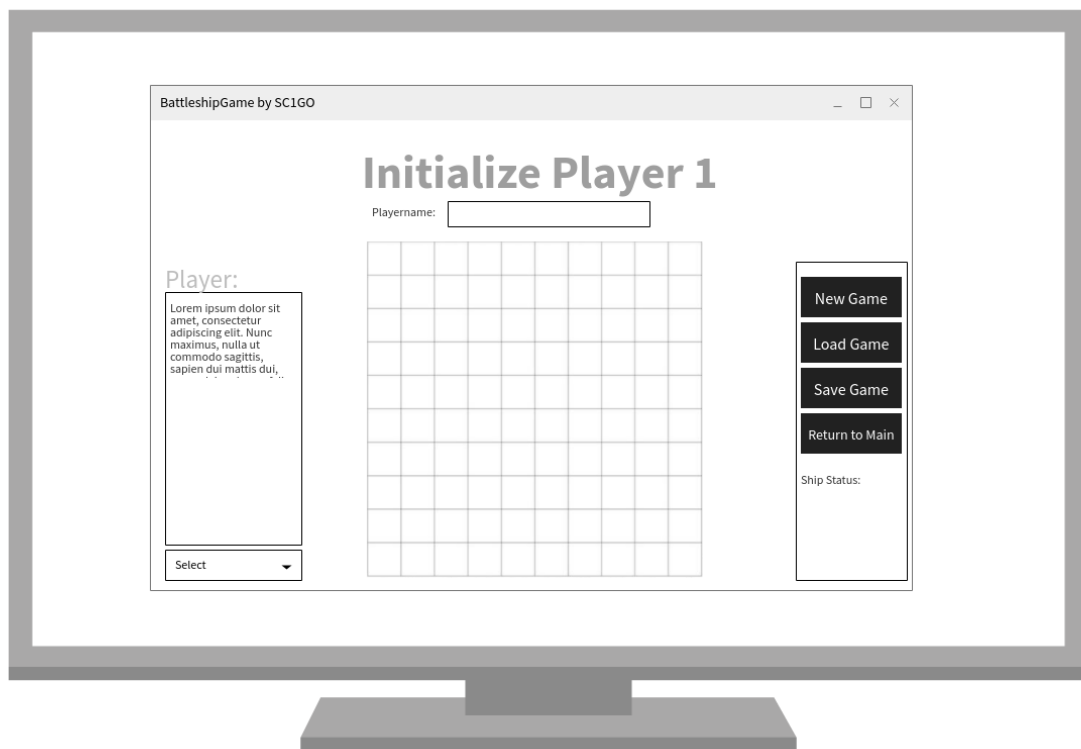 BattleshipGame by SC1GO
Initialize Player 1
Playername:
Player:
Lorem ipsum dolor sit
amet, consectetur
adipiscing elit. Nunc
maximus, nulla ut
commodo sagittis,
sapien dui mattis dui,
Select
New Game
Load Game
Save Game
Return to Main
Ship Status: